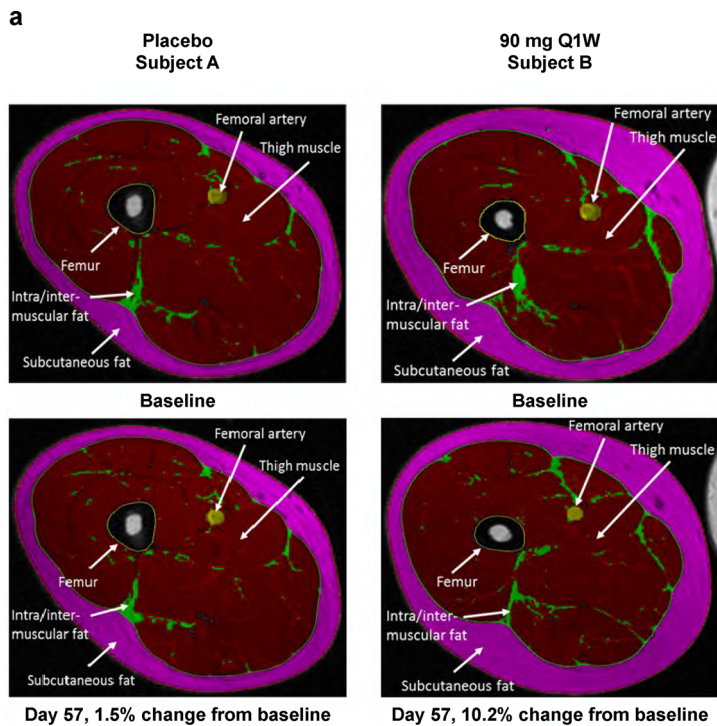 a
Placebo
Subject A
90 mg Q1W
Subject B
Femoral artery
Thigh muscle
Femur
Intra/inter-
muscular fat
Subcutaneous fat
Femoral artery
Thigh muscle
Femur
Intra/inter-
muscular fat
Subcutaneous fat
Baseline
Baseline
Femoral artery
Thigh muscle
Femur
Intra/inter-
muscular fat
Subcutaneous fat
Femoral artery
Thigh muscle
Femur
Intra/inter-
muscular fat
Subcutaneous fat
Day 57, 1.5% change from baseline
Day 57, 10.2% change from baseline